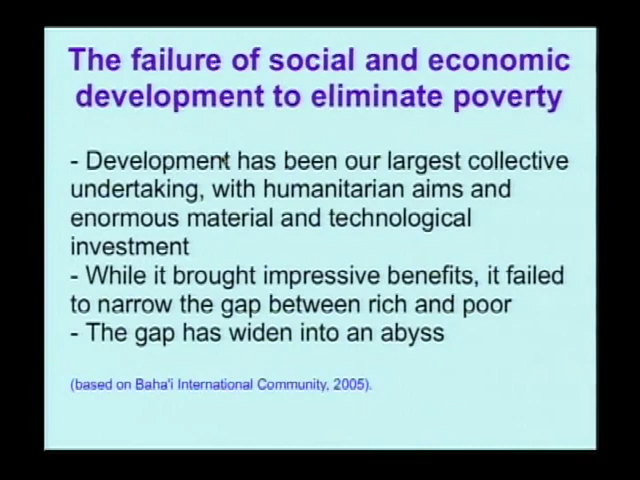 The failure of social and economic
development to eliminate poverty
- Development has been our largest collective
undertaking, with humanitarian aims and
enormous material and technological
investment
- While it brought impressive benefits, it failed
to narrow the gap between rich and poor
- The gap has widen into an abyss
(based on Baha'i International Community, 2005).